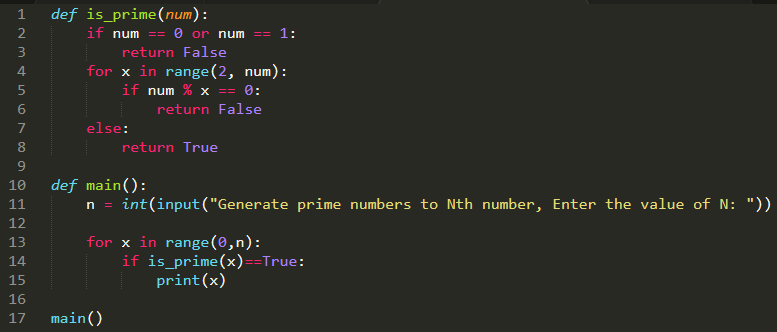 1 def is_prime(num):
2     if num == 0 or num == 1:
3         return False
4     for x in range(2, num):
5         if num % x == 0:
6             return False
7     else:
8         return True
9
10 def main():
11     n = int(input("Generate prime numbers to Nth number, Enter the value of N: "))
12
13     for x in range(0,n):
14         if is_prime(x)==True:
15             print(x)
16
17 main()